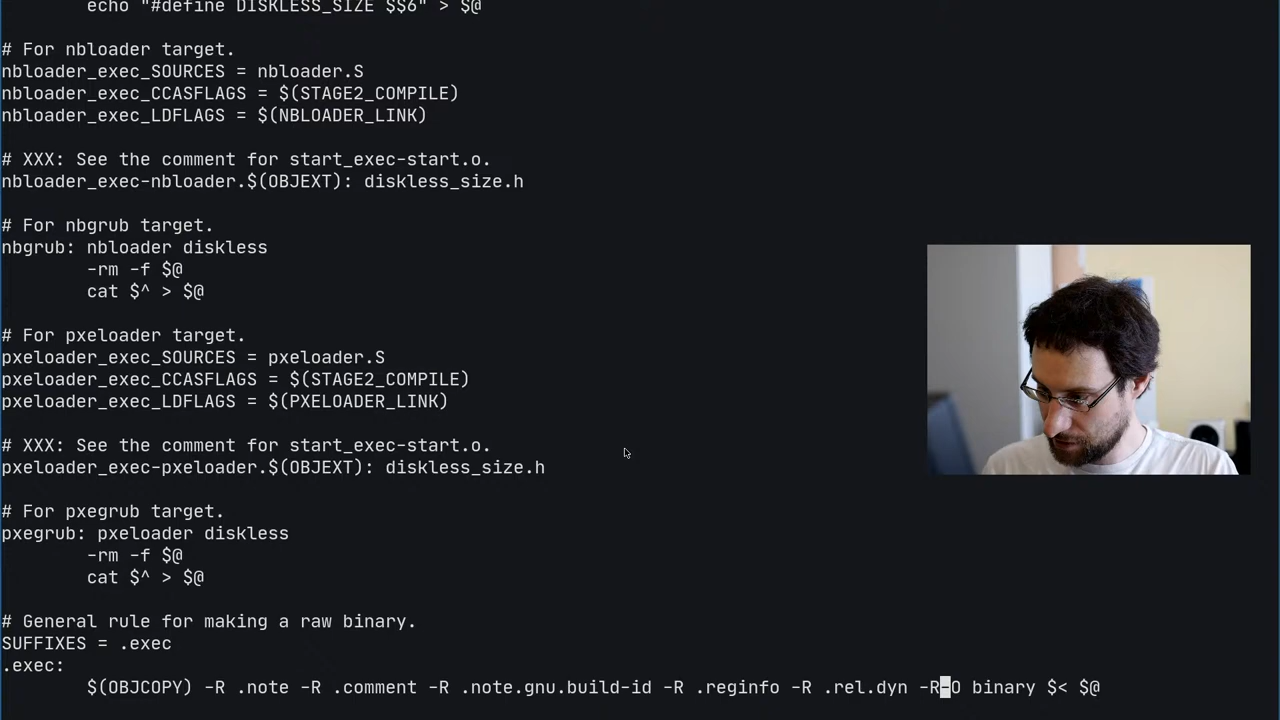 echo "#define DISKLESS_SIZE $$6" > $@
# For nbloader target.
nbloader_exec_SOURCES = nbloader.S
nbloader_exec_CCASFLAGS = $(STAGE2_COMPILE)
nbloader_exec_LDFLAGS = $(NBLOADER_LINK)
# XXX: See the comment for start_exec-start.o.
nbloader_exec-nbloader.$(OBJEXT): diskless_size.h
# For nbgrub target.
nbgrub: nbloader diskless
-rm -f $@
cat $^ > $@
# For pxeloader target.
pxeloader_exec_SOURCES = pxeloader.S
pxeloader_exec_CCASFLAGS = $(STAGE2_COMPILE)
pxeloader_exec_LDFLAGS = $(PXELOADER_LINK)
# XXX: See the comment for start_exec-start.o.
pxeloader_exec-pxeloader.$(OBJEXT): diskless_size.h
# For pxegrub target.
pxegrub: pxeloader diskless
-rm -f $@
cat $^ > $@
# General rule for making a raw binary.
SUFFIXES = .exec
.exec:
$(OBJCOPY) -R .note -R .comment -R .note.gnu.build-id -R .reginfo -R .rel.dyn -R-O binary $< $@